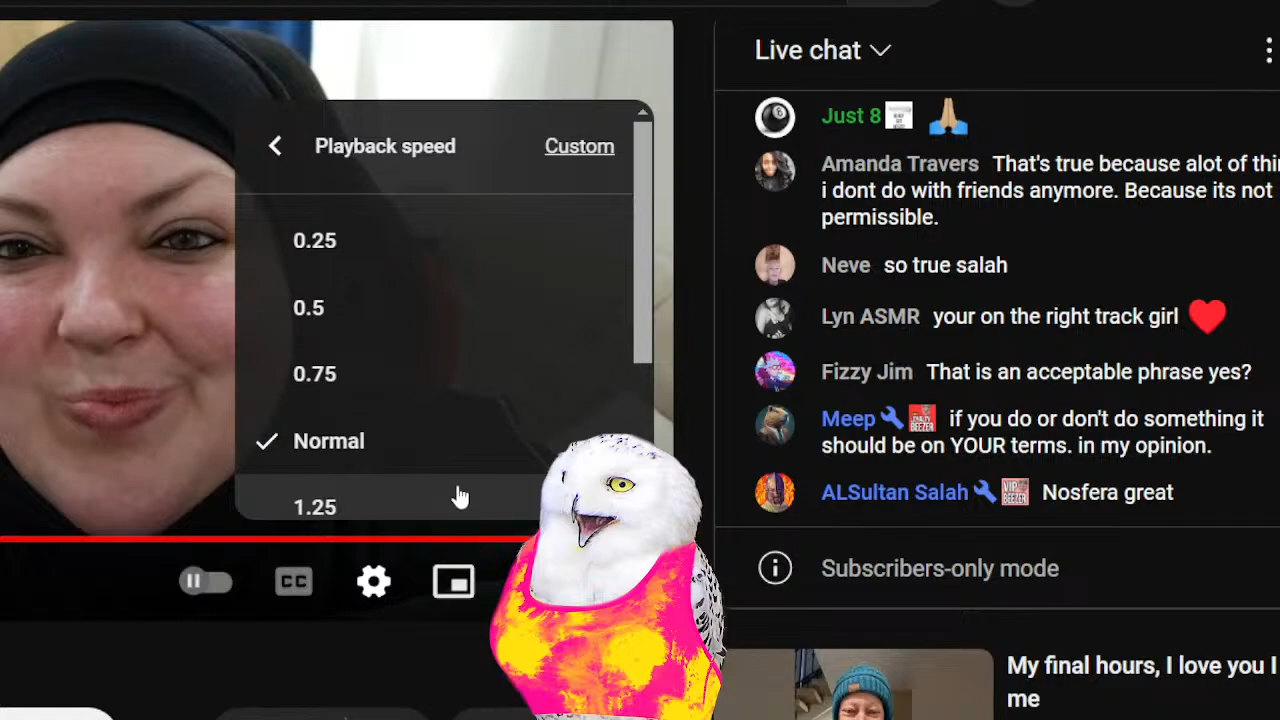 Playback speed Custom
0.25
0.5
0.75
Normal
1.25
CC
Live chat
Just 8
Amanda Travers That's true because alot of thi
i dont do with friends anymore. Because its not
permissible.
Neve so true salah
Lyn ASMR your on the right track girl
Fizzy Jim That is an acceptable phrase yes?
Meep if you do or don't do something it
should be on YOUR terms. in my opinion.
ALSultan Salah Nosfera great
Subscribers-only mode
My final hours, I love you I
me